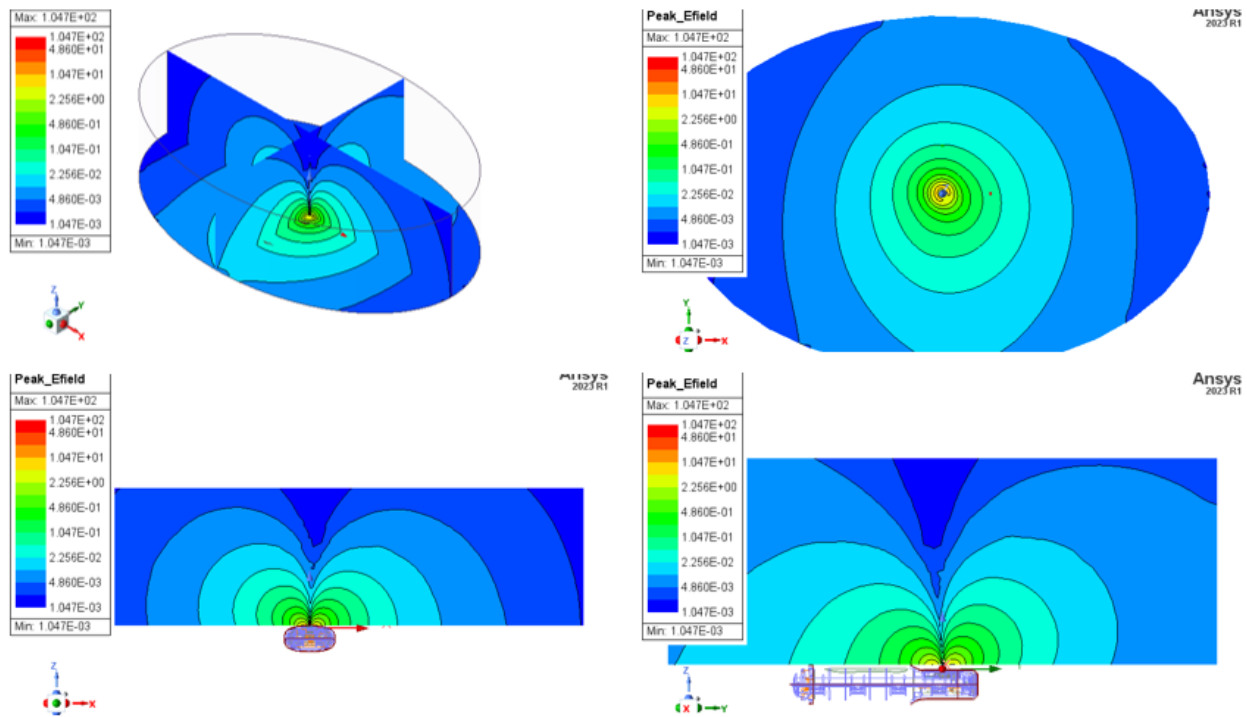 Max: 1.047E+02
1.047E+02
4.860E+01
1.047E+01
2.256E+00
4.860E-01
1.047E-01
2.256E-02
4.860E-03
1.047E-03
Min: 1.047E-03
Z
Y
X
Peak_Efield
Max: 1.047E+02
1.047E+02
4.860E+01
1.047E+01
2.256E+00
4.860E-01
1.047E-01
2.256E-02
4.860E-03
1.047E-03
Min: 1.047E-03
Ansys
2023 R1
Y
Z
X
Peak_Efield
Max: 1.047E+02
1.047E+02
4.860E+01
1.047E+01
2.256E+00
4.860E-01
1.047E-01
2.256E-02
4.860E-03
1.047E-03
Min: 1.047E-03
Ansys
2023 R1
Z
X
Peak_Efield
Max: 1.047E+02
1.047E+02
4.860E+01
1.047E+01
2.256E+00
4.860E-01
1.047E-01
2.256E-02
4.860E-03
1.047E-03
Min: 1.047E-03
Ansys
2023 R1
Z
X
Y